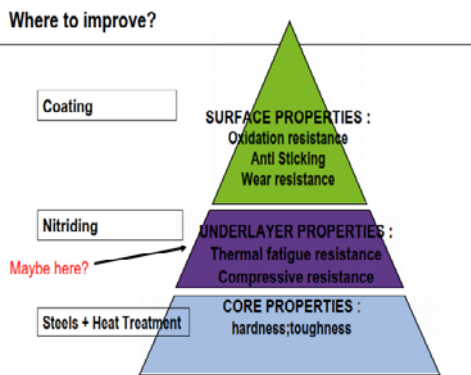 Where to improve?
Coating
SURFACE PROPERTIES :
Oxidation resistance
Anti Sticking
Wear resistance
Nitriding
UNDERLAYER PROPERTIES :
Thermal fatigue resistance
Compressive resistance
Maybe here?
Steels + Heat Treatment
CORE PROPERTIES :
hardness;toughness